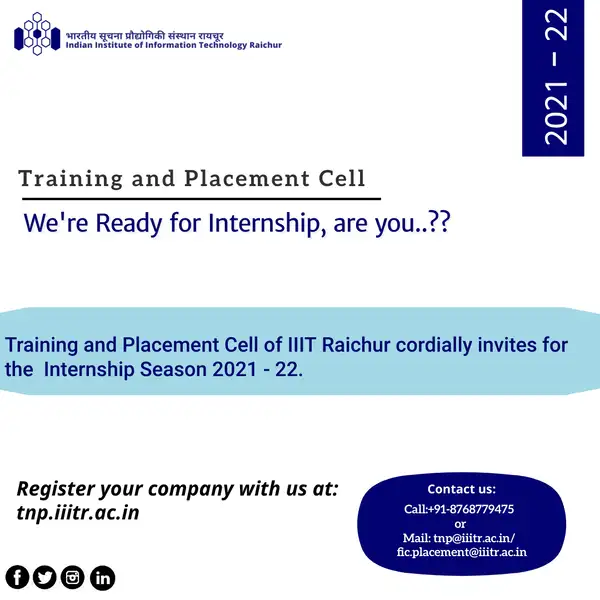 भारतीय सूचना प्रौद्योगिकी संस्थान रायचूर
Indian Institute of Information Technology Raichur
2021 – 22
Training and Placement Cell
We're Ready for Internship, are you..??
Training and Placement Cell of IIIT Raichur cordially invites for
the Internship Season 2021 - 22.
Register your company with us at:
tnp.iiitr.ac.in
Contact us:
Call:+91-8768779475
or
Mail: tnp@iiitr.ac.in/
fic.placement@iiitr.ac.in